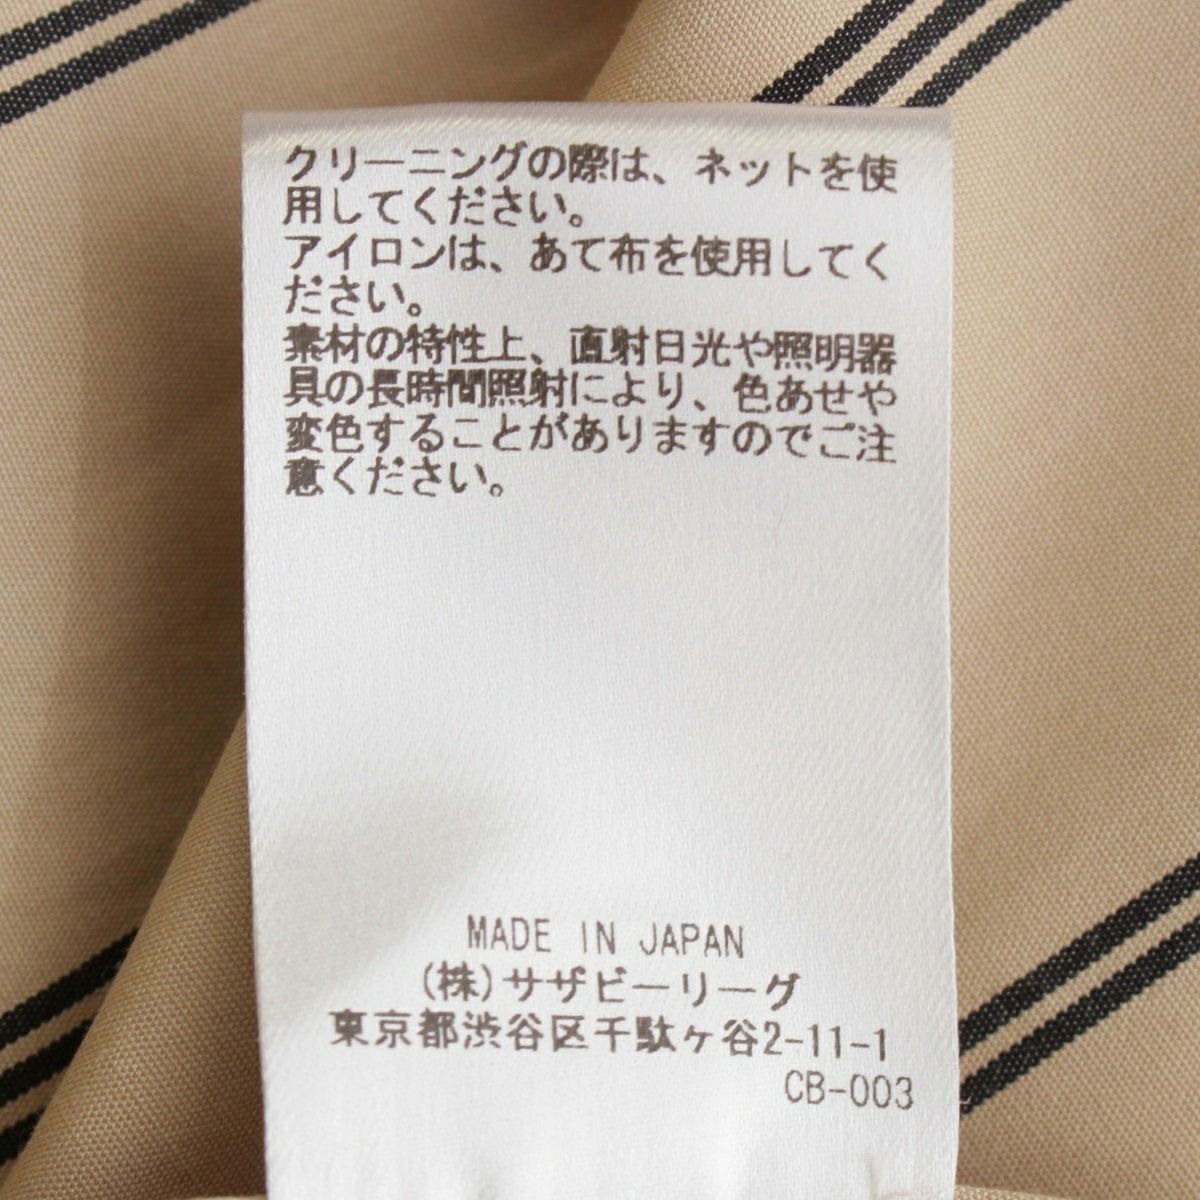 クリーニングの際は、ネットを使
用してください。
アイロンは、あて布を使用してく
ださい。
素材の特性上、直射日光や照明器
具の長時間照射により、色あせや
変色することがありますのでご注
意ください。
MADE IN JAPAN
(株)サザビーリーグ
東京都渋谷区千駄ヶ谷2-11-1
CB-003